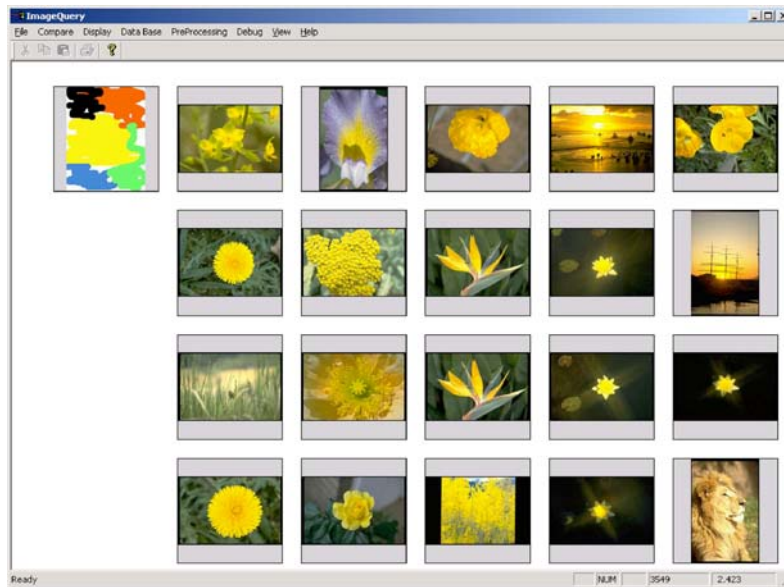 ImageQuery
File Compare Display Data Base PreProcessing Debug View Help
Ready NUM 3549 2.423